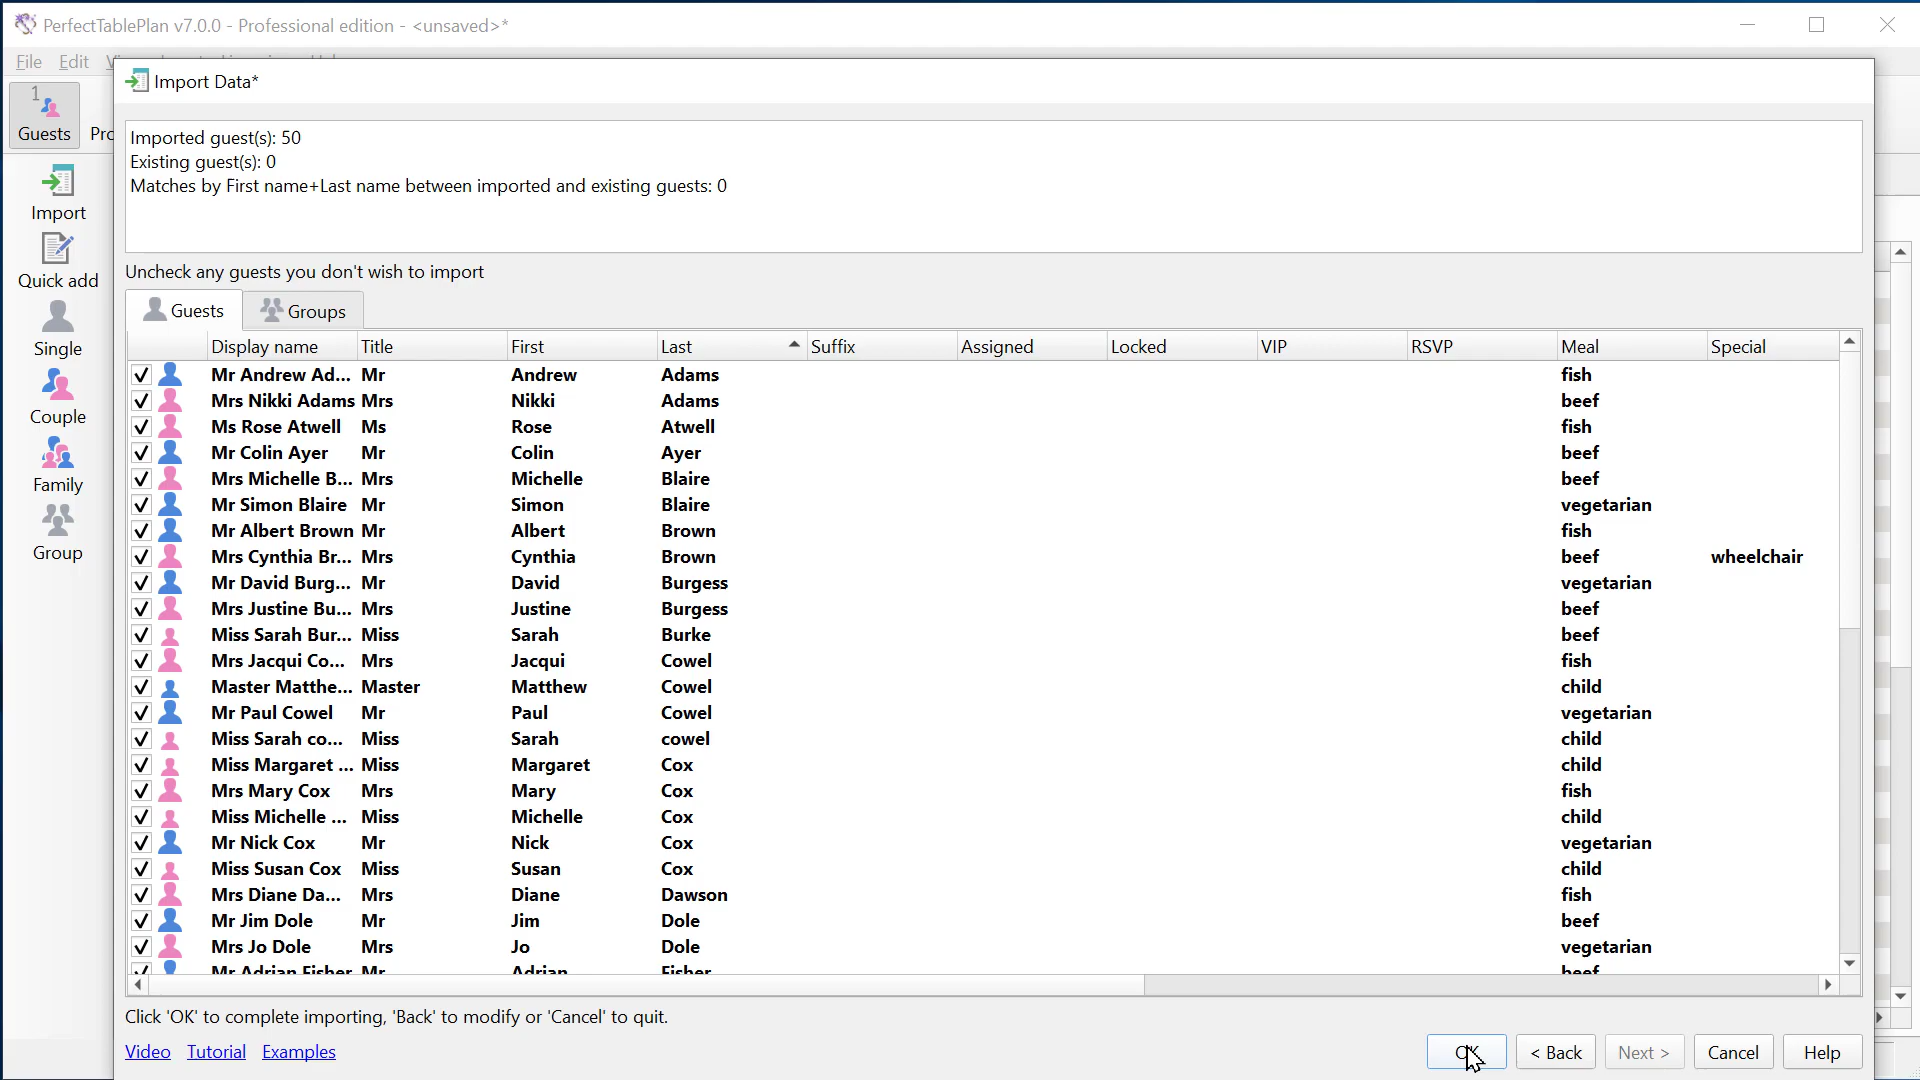 PerfectTablePlan v7.0.0 - Professional edition - <unsaved>*
File Edit
Import Data*
1
Guests
Import
Quick add
Single
Couple
Family
Group
Imported guest(s): 50
Existing guest(s): 0
Matches by First name+Last name between imported and existing guests: 0
Uncheck any guests you don't wish to import
Guests Groups
Display name Title First Last Suffix Assigned Locked VIP RSVP Meal Special
Mr Andrew Ad... Mr Andrew Adams fish
Mrs Nikki Adams Mrs Nikki Adams beef
Ms Rose Atwell Ms Rose Atwell fish
Mr Colin Ayer Mr Colin Ayer beef
Mrs Michelle B... Mrs Michelle Blaire beef
Mr Simon Blaire Mr Simon Blaire vegetarian
Mr Albert Brown Mr Albert Brown fish
Mrs Cynthia Br... Mrs Cynthia Brown beef wheelchair
Mr David Burg... Mr David Burgess vegetarian
Mrs Justine Bu... Mrs Justine Burgess beef
Miss Sarah Bur... Miss Sarah Burke beef
Mrs Jacqui Co... Mrs Jacqui Cowel fish
Master Matthe... Master Matthew Cowel child
Mr Paul Cowel Mr Paul Cowel vegetarian
Miss Sarah co... Miss Sarah cowel child
Miss Margaret ... Miss Margaret Cox child
Mrs Mary Cox Mrs Mary Cox fish
Miss Michelle ... Miss Michelle Cox child
Mr Nick Cox Mr Nick Cox vegetarian
Miss Susan Cox Miss Susan Cox child
Mrs Diane Da... Mrs Diane Dawson fish
Mr Jim Dole Mr Jim Dole beef
Mrs Jo Dole Mrs Jo Dole vegetarian
Mr Adrian Fisher Mr Adrian Fisher beef
Click 'OK' to complete importing, 'Back' to modify or 'Cancel' to quit.
Video Tutorial Examples
OK < Back Next > Cancel Help